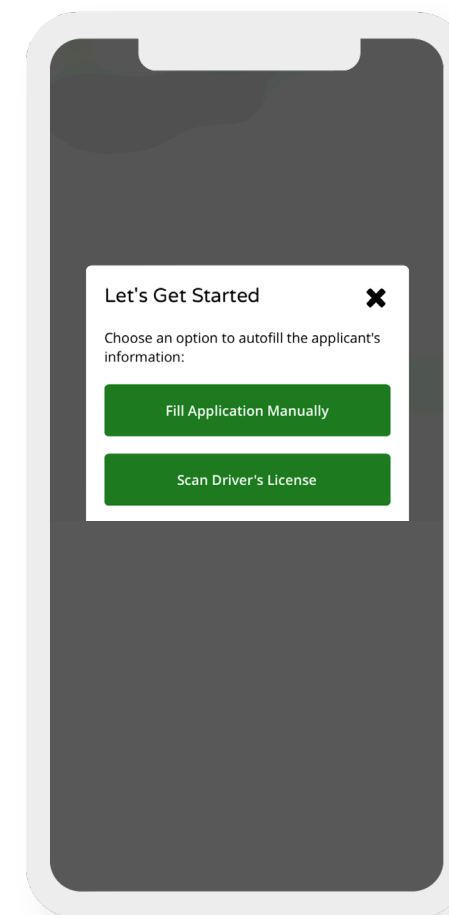 Let's Get Started
Choose an option to autofill the applicant's
information:
Fill Application Manually
Scan Driver's License